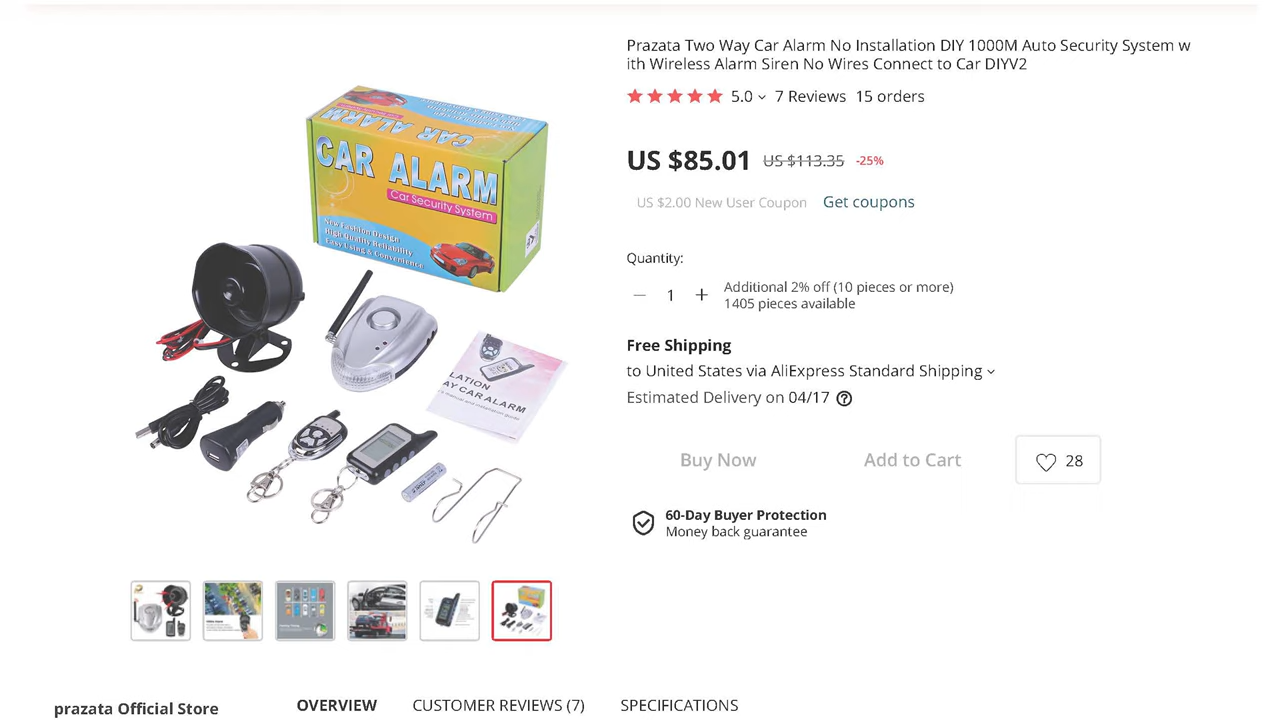 Prazata Two Way Car Alarm No Installation DIY 1000M Auto Security System w
ith Wireless Alarm Siren No Wires Connect to Car DIYV2
5.0
7 Reviews
15 orders
US $85.01
US $113.35
-25%
US $2.00 New User Coupon
Get coupons
Quantity:
1
Additional 2% off (10 pieces or more)
1405 pieces available
Free Shipping
to United States via AliExpress Standard Shipping
Estimated Delivery on 04/17
Buy Now
Add to Cart
28
60-Day Buyer Protection
Money back guarantee
CAR ALARM
CAR ALARM
Car Security System
New Fashion Design
High Quality Reliability
Easy Using & Convenience
LATION
AY CAR ALARM
prazata Official Store
OVERVIEW
CUSTOMER REVIEWS (7)
SPECIFICATIONS